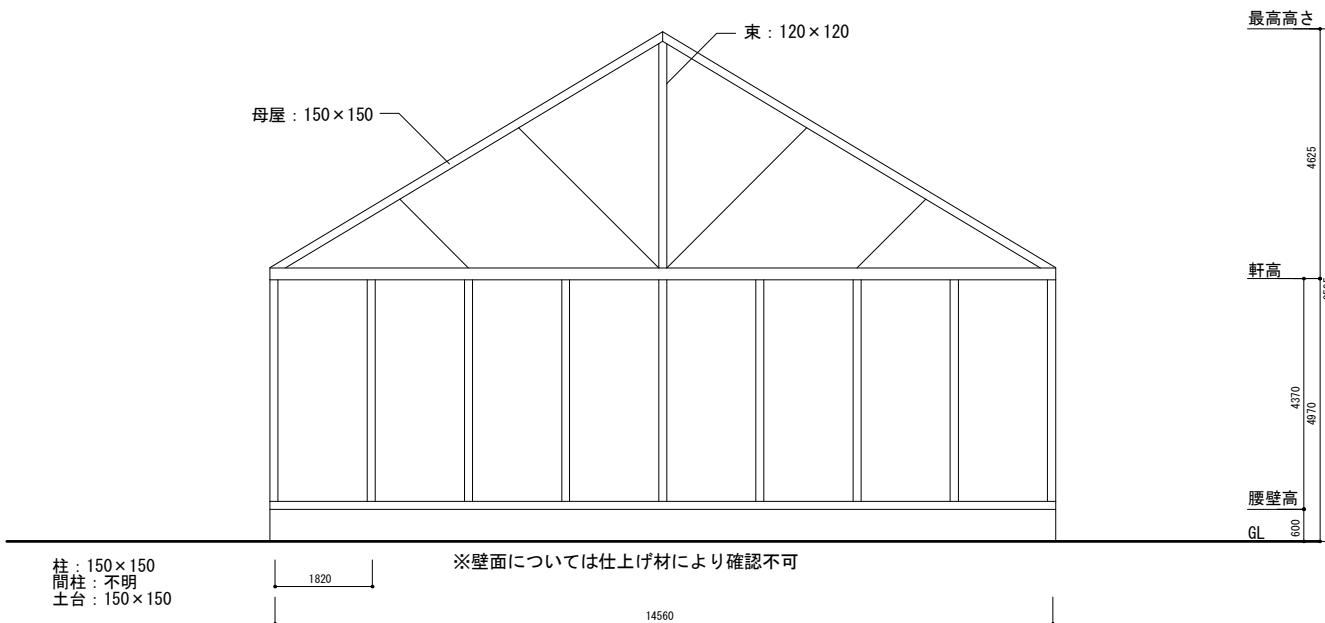 最高高さ
束：120×120
母屋：150×150
4625
軒高
4370
4970
腰壁高
GL
600
※壁面については仕上げ材により確認不可
柱：150×150
間柱：不明
土台：150×150
1820
14560